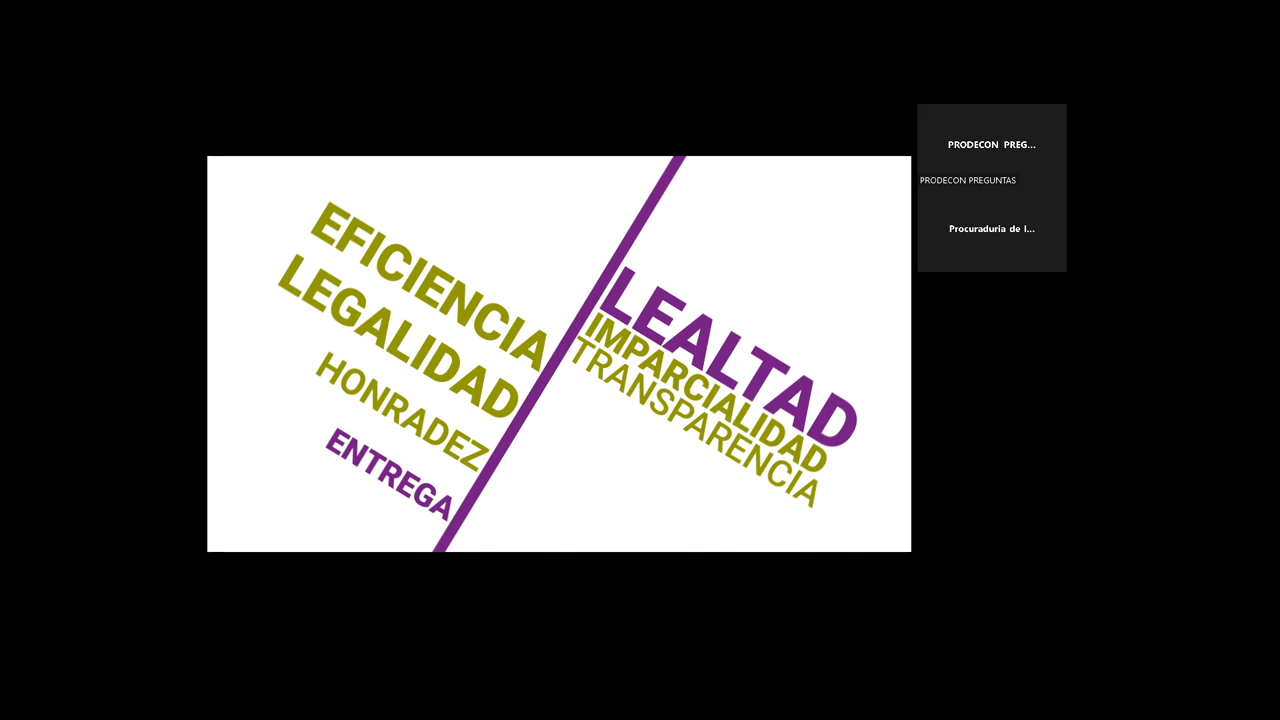 EFICIENCIA
LEGALIDAD
HONRADEZ
ENTREGA
LEALTAD
IMPARCIALIDAD
TRANSPARENCIA
PRODECON PREG...
PRODECON PREGUNTAS
Procuraduria de l...